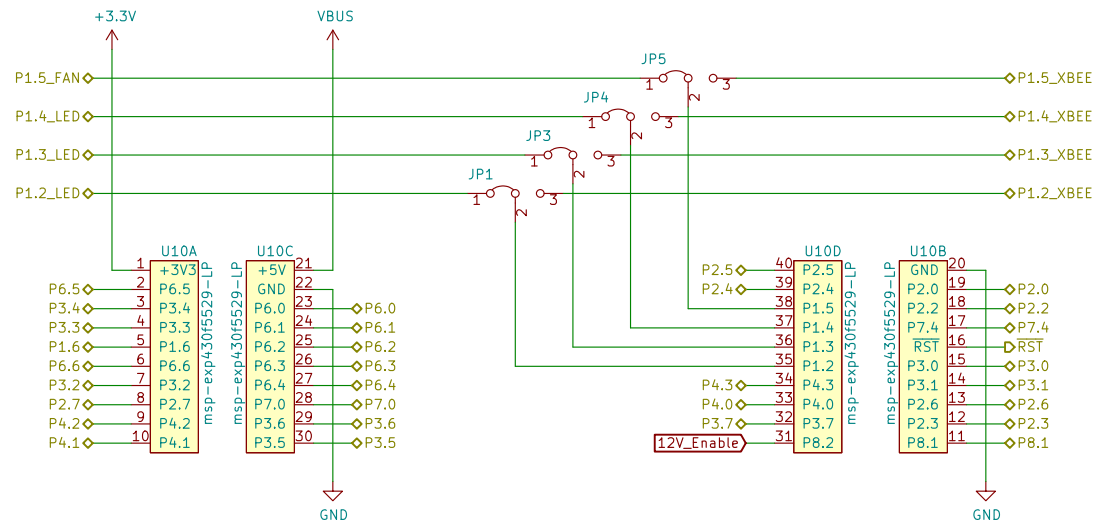 +3.3V
VBUS
JP5
P1.5_FAN
1
2
3
P1.5_XBEE
JP4
P1.4_LED
1
2
3
P1.4_XBEE
JP3
P1.3_LED
1
2
3
P1.3_XBEE
JP1
P1.2_LED
1
2
3
P1.2_XBEE
U10A
msp-exp430f5529-LP
1 +3V3
P6.5 2 P6.5
P3.4 3 P3.4
P3.3 4 P3.3
P1.6 5 P1.6
P6.6 6 P6.6
P3.2 7 P3.2
P2.7 8 P2.7
P4.2 9 P4.2
P4.1 10 P4.1
U10C
msp-exp430f5529-LP
+5V 21
GND 22
P6.0 23 P6.0
P6.1 24 P6.1
P6.2 25 P6.2
P6.3 26 P6.3
P6.4 27 P6.4
P7.0 28 P7.0
P3.6 29 P3.6
P3.5 30 P3.5
GND
U10D
msp-exp430f5529-LP
P2.5 40 P2.5
P2.4 39 P2.4
38 P1.5
37 P1.4
36 P1.3
35 P1.2
P4.3 34 P4.3
P4.0 33 P4.0
P3.7 32 P3.7
12V_Enable 31 P8.2
U10B
msp-exp430f5529-LP
GND 20
P2.0 19 P2.0
P2.2 18 P2.2
P7.4 17 P7.4
RST 16 RST
P3.0 15 P3.0
P3.1 14 P3.1
P2.6 13 P2.6
P2.3 12 P2.3
P8.1 11 P8.1
GND